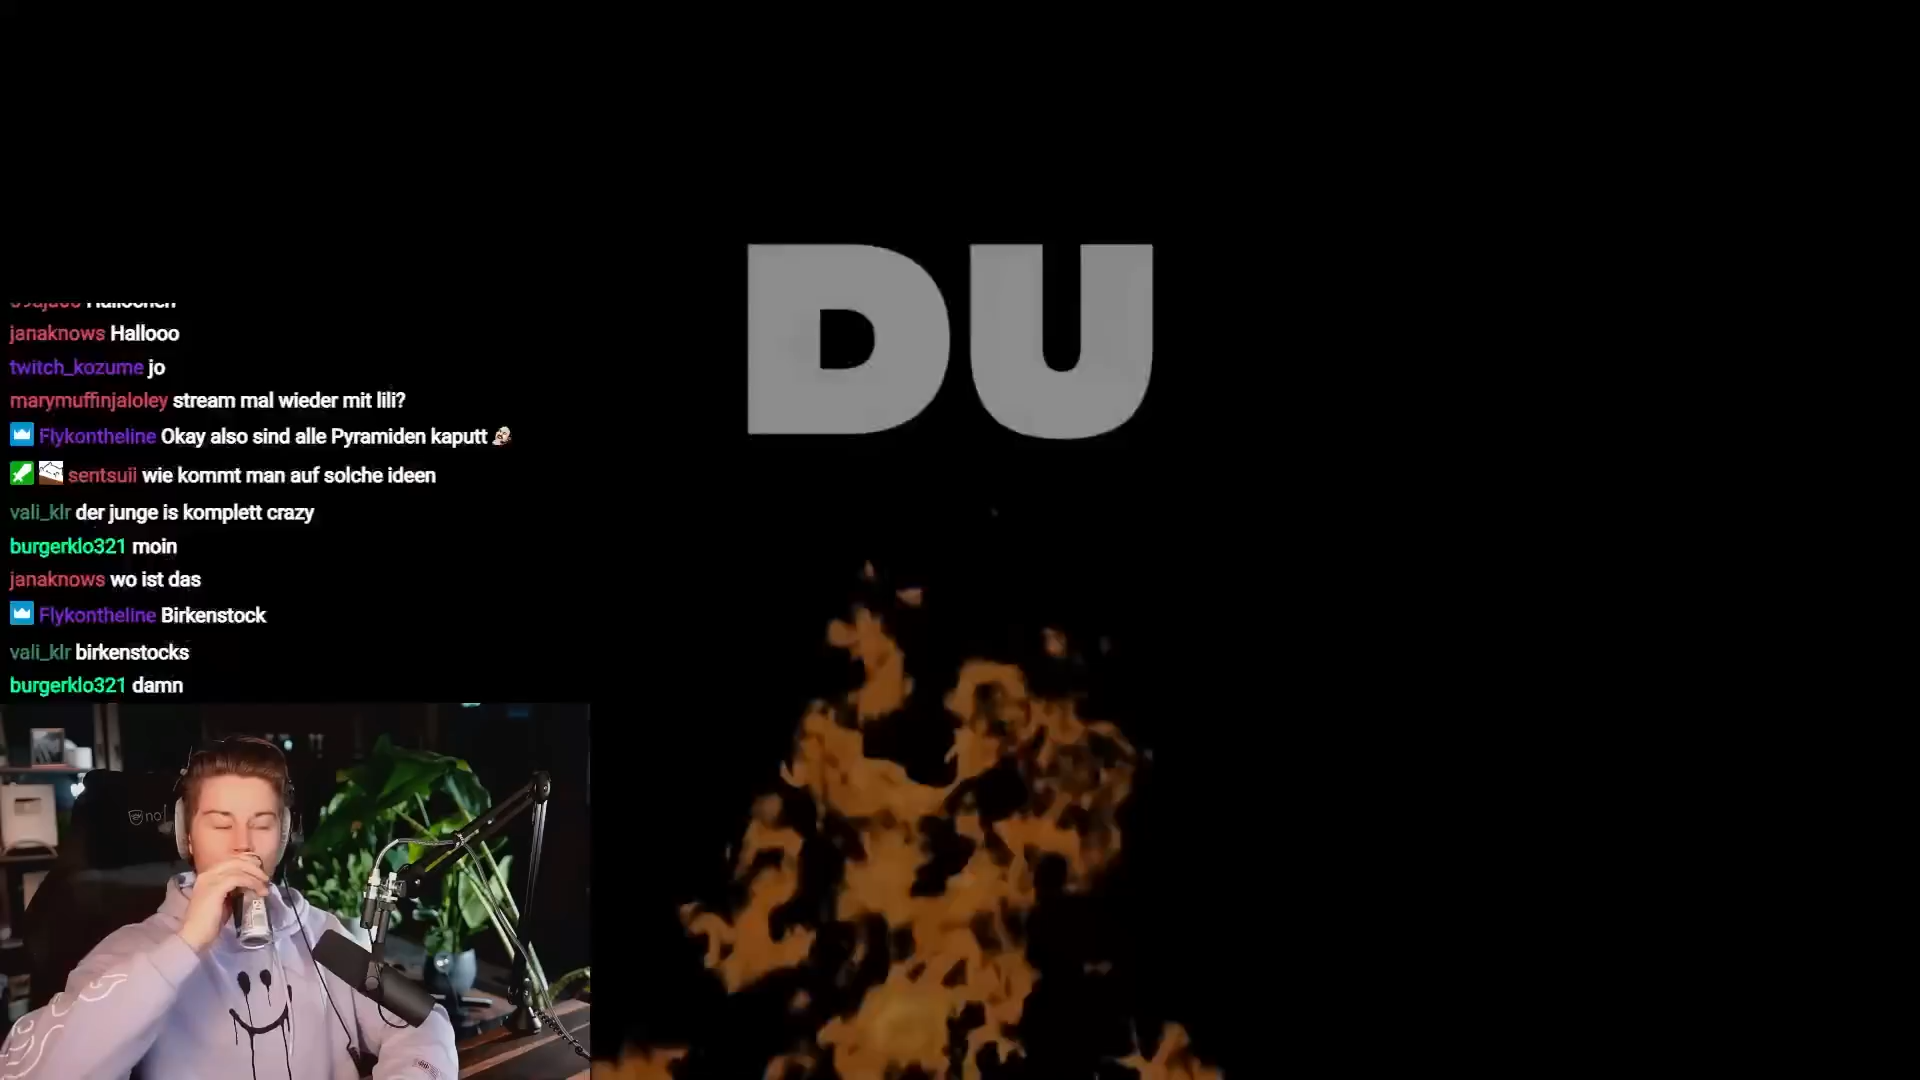 DU
janaknows Hallooo
twitch_kozume jo
marymuffinjaloley stream mal wieder mit lili?
Flykontheline Okay also sind alle Pyramiden kaputt
sentsuii wie kommt man auf solche ideen
vali_klr der junge is komplett crazy
burgerklo321 moin
janaknows wo ist das
Flykontheline Birkenstock
vali_klr birkenstocks
burgerklo321 damn